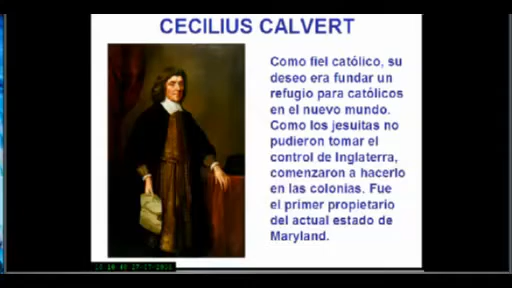 CECILIUS CALVERT
Como fiel católico, su
deseo era fundar un
refugio para católicos
en el nuevo mundo.
Como los jesuitas no
pudieron tomar el
control de Inglaterra,
comenzaron a hacerlo
en las colonias. Fue
el primer propietario
del actual estado de
Maryland.